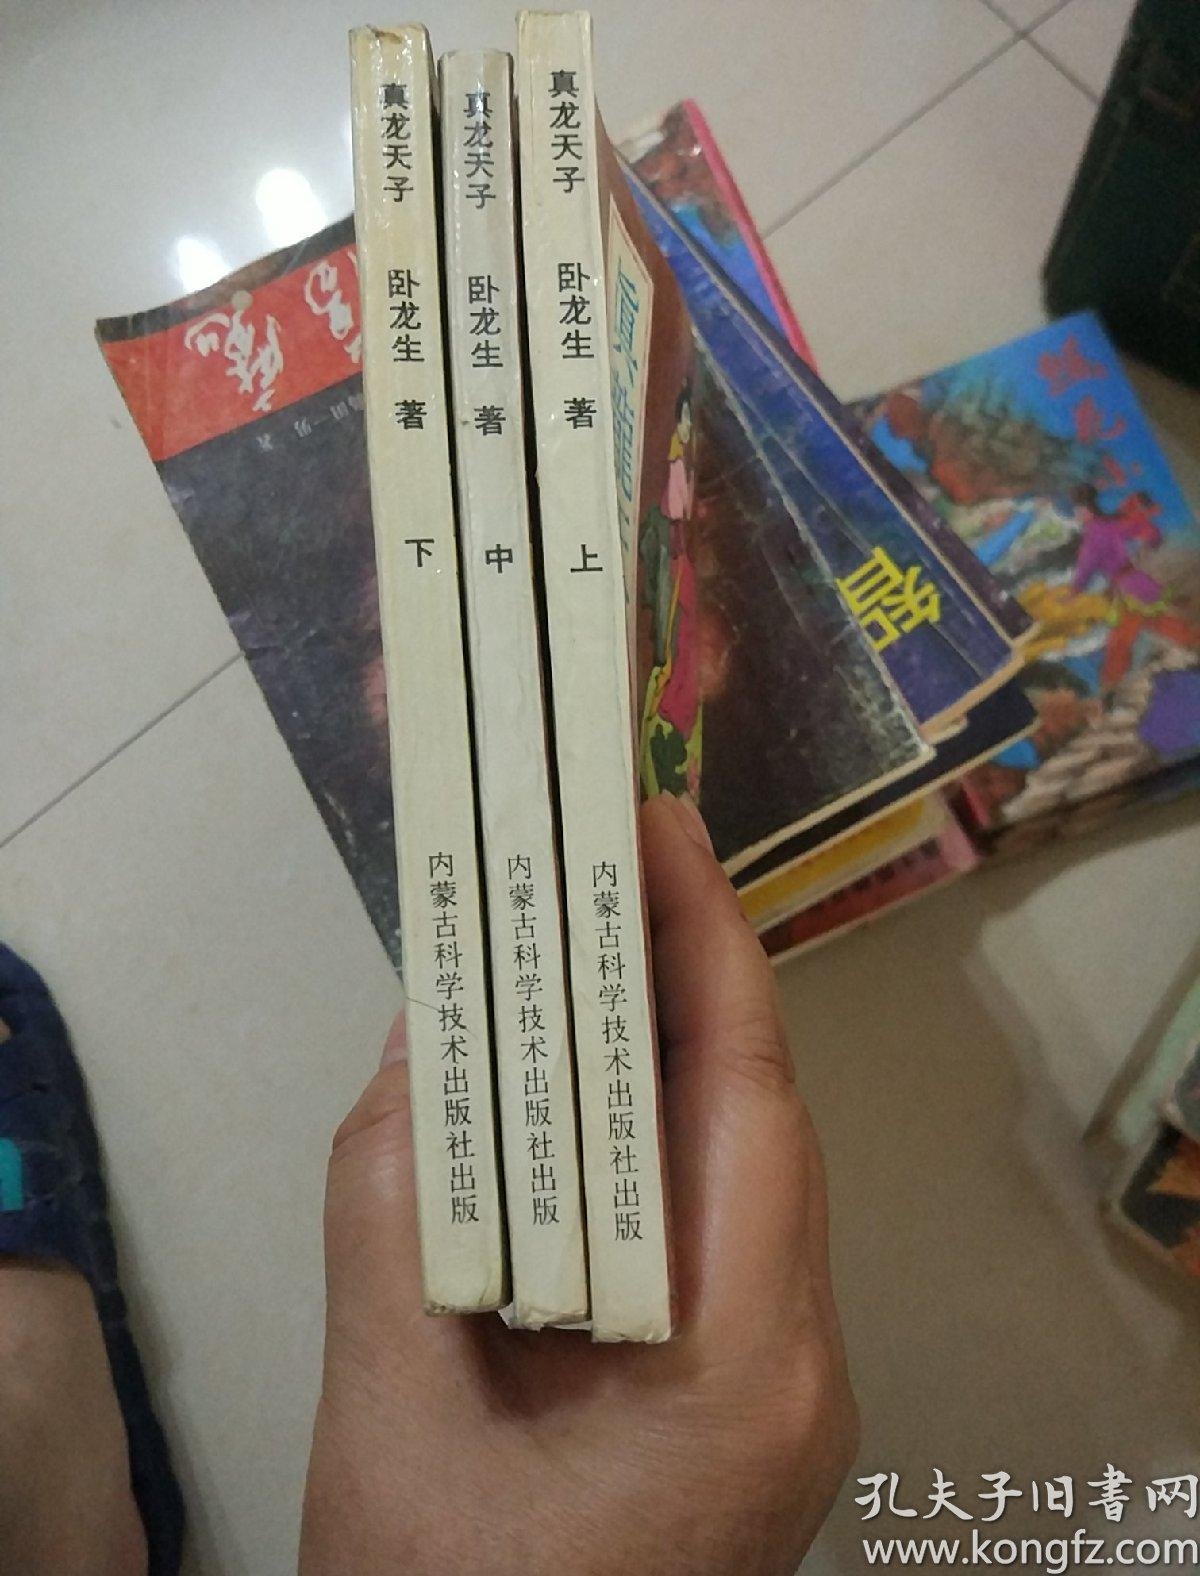 真龙天子 卧龙生 著 下 内蒙古科学技术出版社出版
真龙天子 卧龙生 著 中 内蒙古科学技术出版社出版
真龙天子 卧龙生 著 上 内蒙古科学技术出版社出版
智
孔夫子旧书网
www.kongfz.com